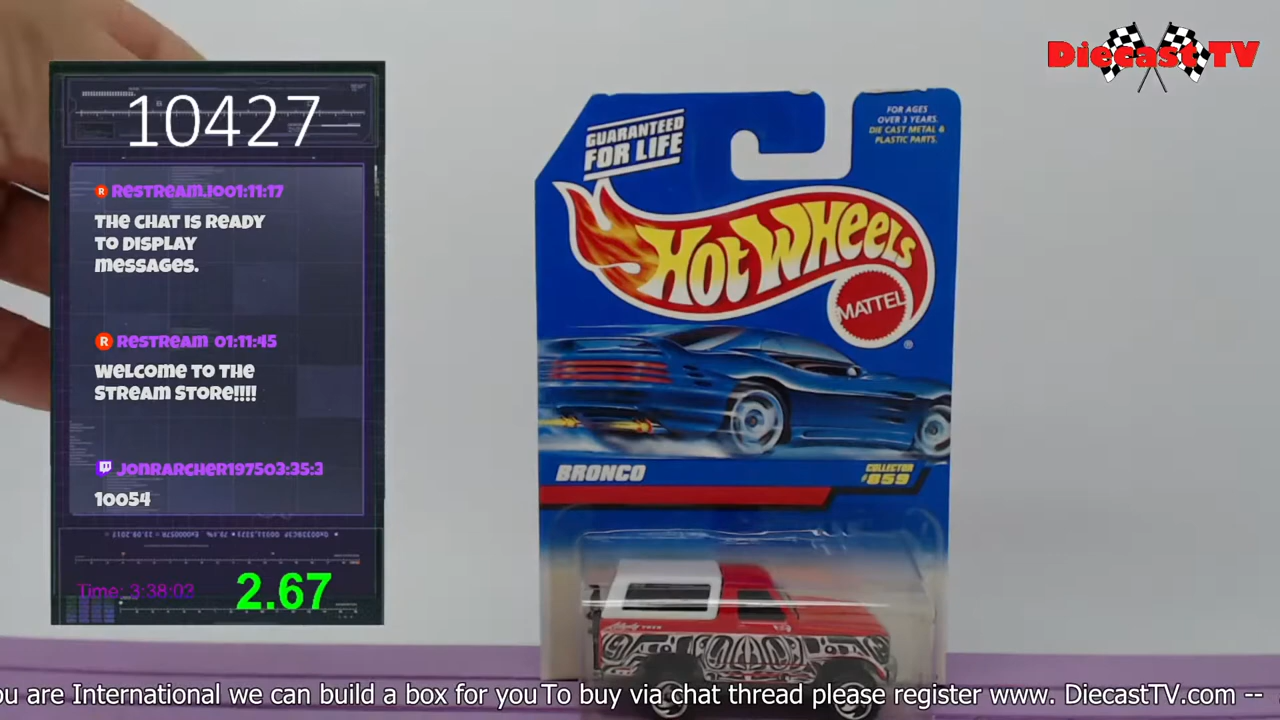 Diecast TV
10427
Restream.io01:11:17
The chat is ready
to display
messages.
Restream 01:11:45
Welcome to the
Stream Store!!!!
jonrarcher197503:35:3
10054
Time: 3:38:02
2.67
GUARANTEED
FOR LIFE
FOR AGES
OVER 3 YEARS.
DIE CAST METAL &
PLASTIC PARTS.
Hot Wheels
MATTEL
®
BRONCO
COLLECTOR
#859
ou are International we can build a box for you To buy via chat thread please register www. DiecastTV.com --